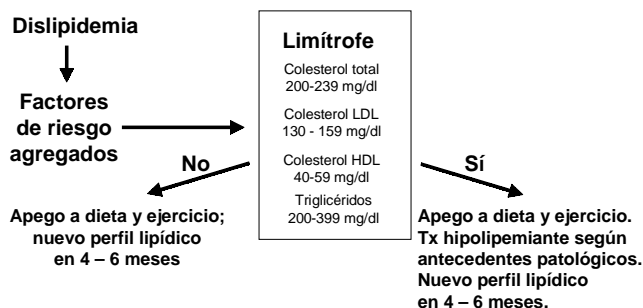 Dislipidemia
Factores
de riesgo
agregados
Limítrofe
Colesterol total
200-239 mg/dl
Colesterol LDL
130 - 159 mg/dl
Colesterol HDL
40-59 mg/dl
Triglicéridos
200-399 mg/dl
No
Sí
Apego a dieta y ejercicio;
nuevo perfil lipídico
en 4 – 6 meses
Apego a dieta y ejercicio.
Tx hipolipemiante según
antecedentes patológicos.
Nuevo perfil lipídico
en 4 – 6 meses.